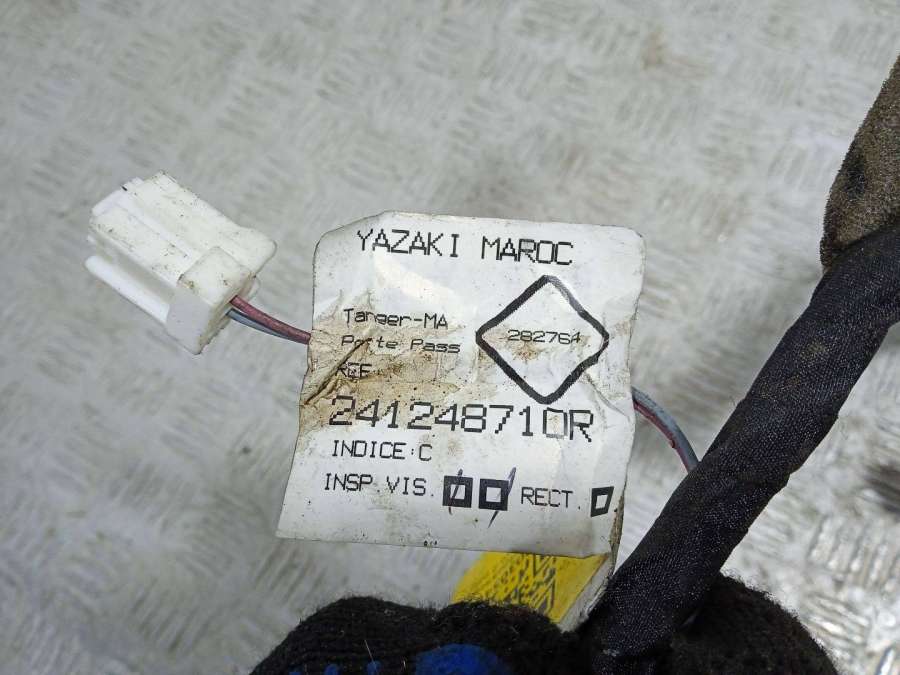 YAZAKI MAROC
Tanger-MA
282764
Porte Pass
REF:
241248710R
INDICE:C
INSP.VIS. RECT.